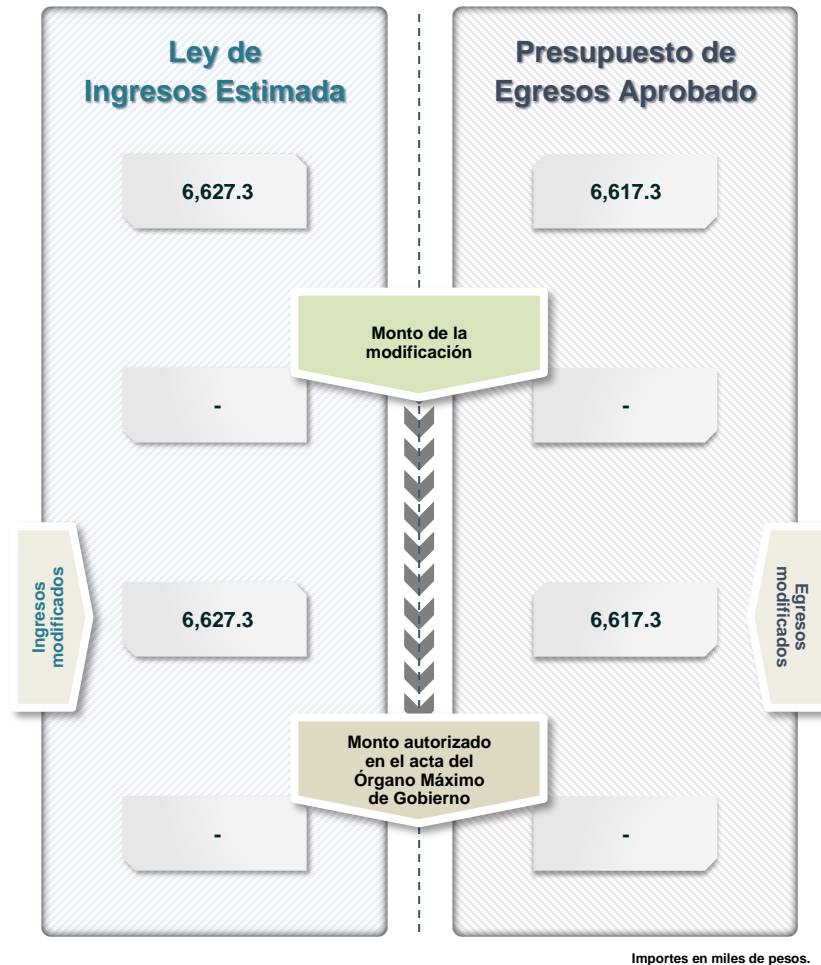 Ley de
Ingresos Estimada
Presupuesto de
Egresos Aprobado
6,627.3
6,617.3
Monto de la
modificación
-
-
Ingresos
modificados
6,627.3
6,617.3
Egresos
modificados
Monto autorizado
en el acta del
Órgano Máximo
de Gobierno
-
-
Importes en miles de pesos.